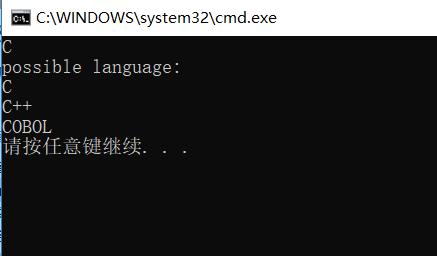 C:\WINDOWS\system32\cmd.exe
C
possible language:
C
C++
COBOL
请按任意键继续. . .